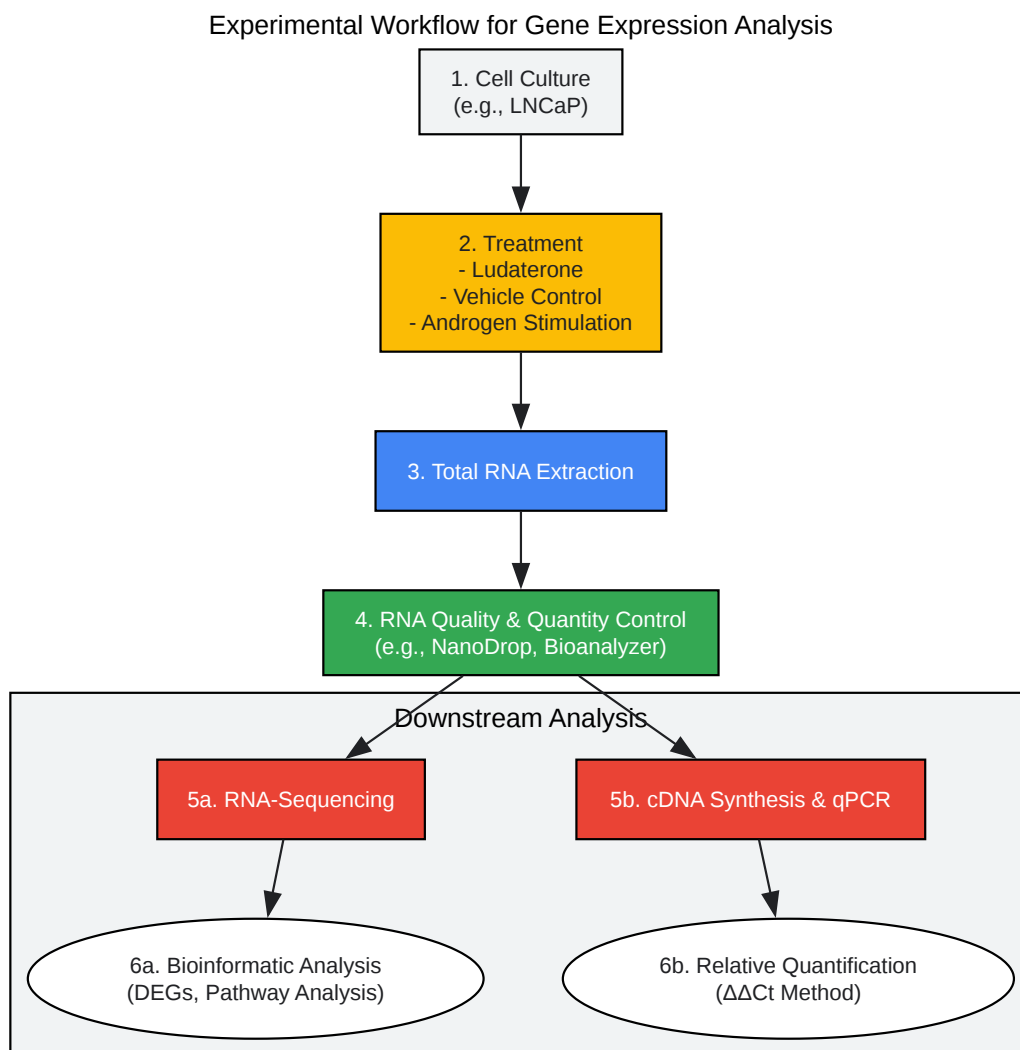 Experimental Workflow for Gene Expression Analysis
1. Cell Culture
(e.g., LNCaP)
2. Treatment
- Ludaterone
- Vehicle Control
- Androgen Stimulation
3. Total RNA Extraction
4. RNA Quality & Quantity Control
(e.g., NanoDrop, Bioanalyzer)
Downstream Analysis
5a. RNA-Sequencing
5b. cDNA Synthesis & qPCR
6a. Bioinformatic Analysis
(DEGs, Pathway Analysis)
6b. Relative Quantification
(ΔΔCt Method)